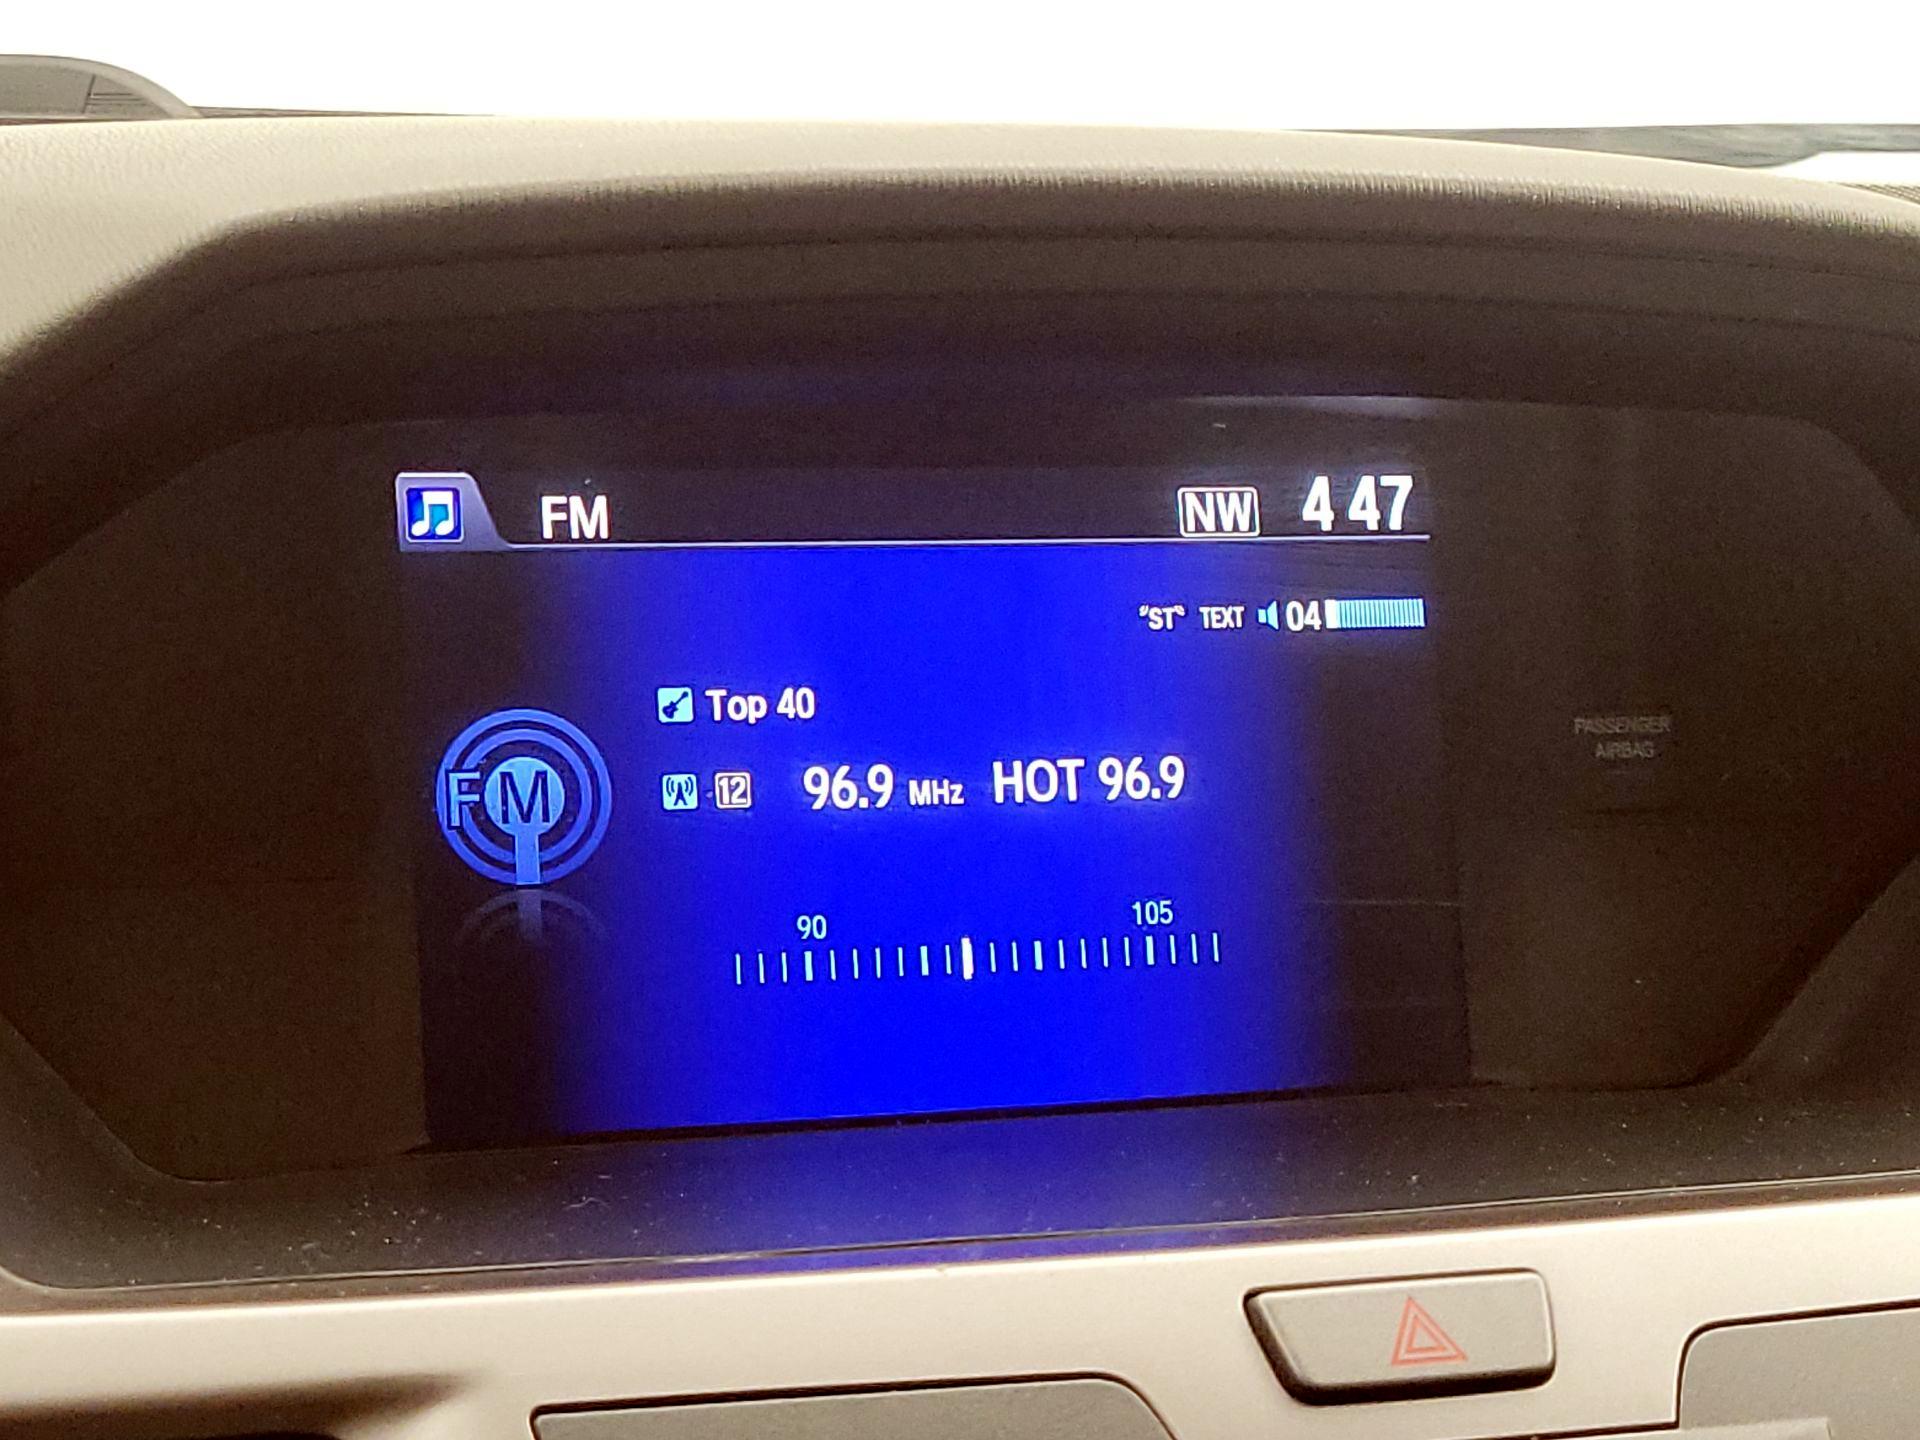 FM NW 4 47
"ST" TEXT 04
Top 40
FM
12 96.9 MHz HOT 96.9
90 105
PASSENGER
AIRBAG